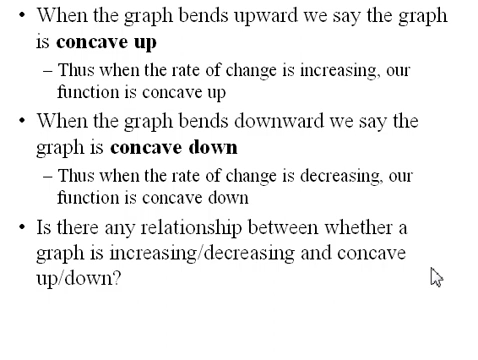 • When the graph bends upward we say the graph
is concave up
– Thus when the rate of change is increasing, our
function is concave up
• When the graph bends downward we say the
graph is concave down
– Thus when the rate of change is decreasing, our
function is concave down
• Is there any relationship between whether a
graph is increasing/decreasing and concave
up/down?